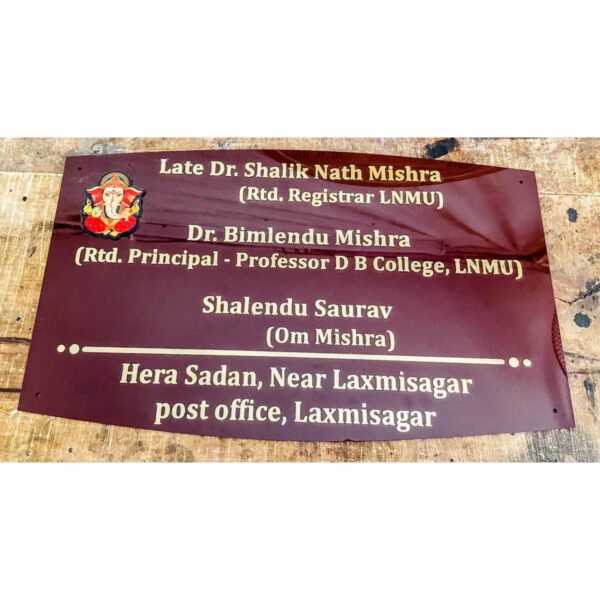 Late Dr. Shalik Nath Mishra
(Rtd. Registrar LNMU)
Dr. Bimlendu Mishra
(Rtd. Principal - Professor D B College, LNMU)
Shalendu Saurav
(Om Mishra)
Hera Sadan, Near Laxmisagar
post office, Laxmisagar